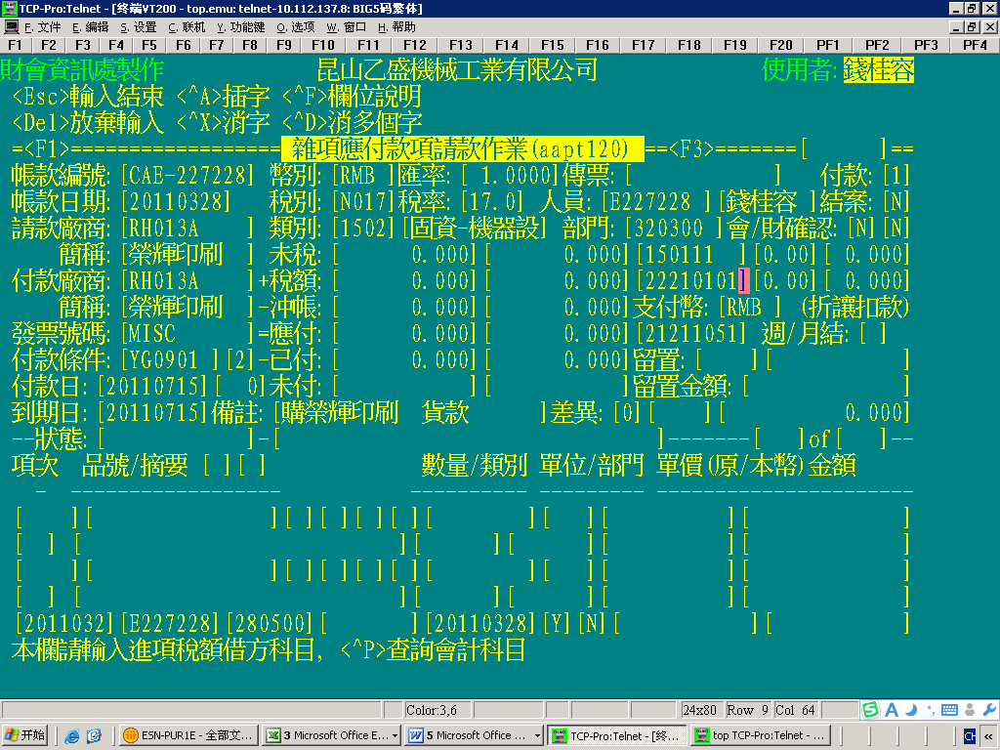 TCP-Pro:Telnet - [终端VT200 - top.emu: telnet-10.112.137.8: BIG5码繁体]
F. 文件 E. 编辑 S. 设置 C. 联机 Y. 功能键 O. 选项 W. 窗口 H. 帮助
F1 F2 F3 F4 F5 F6 F7 F8 F9 F10 F11 F12 F13 F14 F15 F16 F17 F18 F19 F20 PF1 PF2 PF3 PF4
財會資訊處製作 昆山乙盛機械工業有限公司 使用者: 錢桂容
<Esc>輸入結束 <^A>插字 <^F>欄位說明
<Del>放棄輸入 <^X>消字 <^D>消多個字
=<F1>================== 雜項應付款項請款作業(aapt120) ==<F3>=======[ ]==
帳款編號: [CAE-227228] 幣別: [RMB ]匯率: [ 1.0000]傳票: [ ] 付款: [1]
帳款日期: [20110328] 稅別: [N017]稅率: [17.0] 人員: [E227228 ] [錢桂容 ]結案: [N]
請款廠商: [RH013A ] 類別: [1502] [固資-機器設] 部門: [320300 ]會/財確認: [N] [N]
簡稱: [榮輝印刷 ] 未稅: [ 0.000] [ 0.000] [150111 ] [0.00] [ 0.000]
付款廠商: [RH013A ]+稅額: [ 0.000] [ 0.000] [22210101] [0.00] [ 0.000]
簡稱: [榮輝印刷 ]-沖帳: [ 0.000] [ 0.000] 支付幣: [RMB ] (折讓扣款)
發票號碼: [MISC ]=應付: [ 0.000] [ 0.000] [21211051] 週/月結: [ ]
付款條件: [YG0901 ] [2]-已付: [ 0.000] [ 0.000]留置: [ ] [ ]
付款日: [20110715] [ 0]未付: [ ] [ ]留置金額: [ ]
到期日: [20110715]備註: [購榮輝印刷 貨款 ]差異: [0] [ ] [ 0.000]
--狀態: [ ]-[ ]-------[ ]of[ ]--
項次 品號/摘要 [ ] [ ] 數量/類別 單位/部門 單價(原/本幣)金額
- ------------------ ---------- --------- ----------------------
[ ] [ ] [ ] [ ] [ ] [ ] [ ] [ ] [ ] [ ]
[ ] [ ] [ ] [ ] [ ] [ ]
[ ] [ ] [ ] [ ] [ ] [ ] [ ] [ ] [ ] [ ]
[ ] [ ] [ ] [ ] [ ] [ ]
[2011032] [E227228] [280500] [ ] [20110328] [Y] [N] [ ] [ ]
本欄請輸入進項稅額借方科目, <^P>查詢會計科目
Color:3,6 24x80 Row 9 Col 64
开始 ESN-PUR1E - 全部文... 3 Microsoft Office E... 5 Microsoft Office ... TCP-Pro:Telnet - [终... top TCP-Pro:Telnet - ... CH «